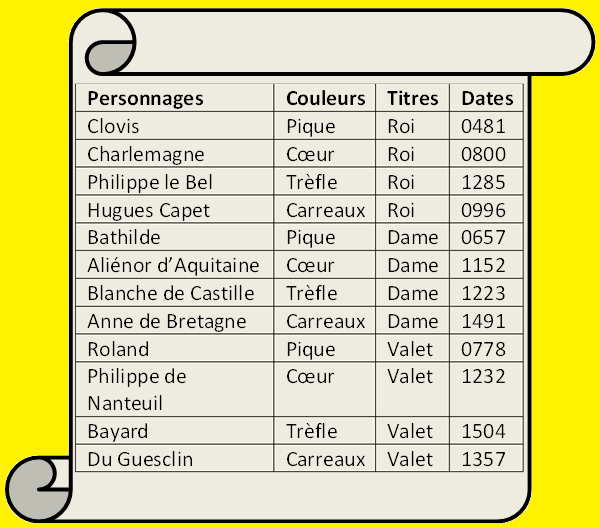 Personnages Couleurs Titres Dates
Clovis Pique Roi 0481
Charlemagne Cœur Roi 0800
Philippe le Bel Trèfle Roi 1285
Hugues Capet Carreaux Roi 0996
Bathilde Pique Dame 0657
Aliénor d’Aquitaine Cœur Dame 1152
Blanche de Castille Trèfle Dame 1223
Anne de Bretagne Carreaux Dame 1491
Roland Pique Valet 0778
Philippe de Cœur Valet 1232
Nanteuil
Bayard Trèfle Valet 1504
Du Guesclin Carreaux Valet 1357